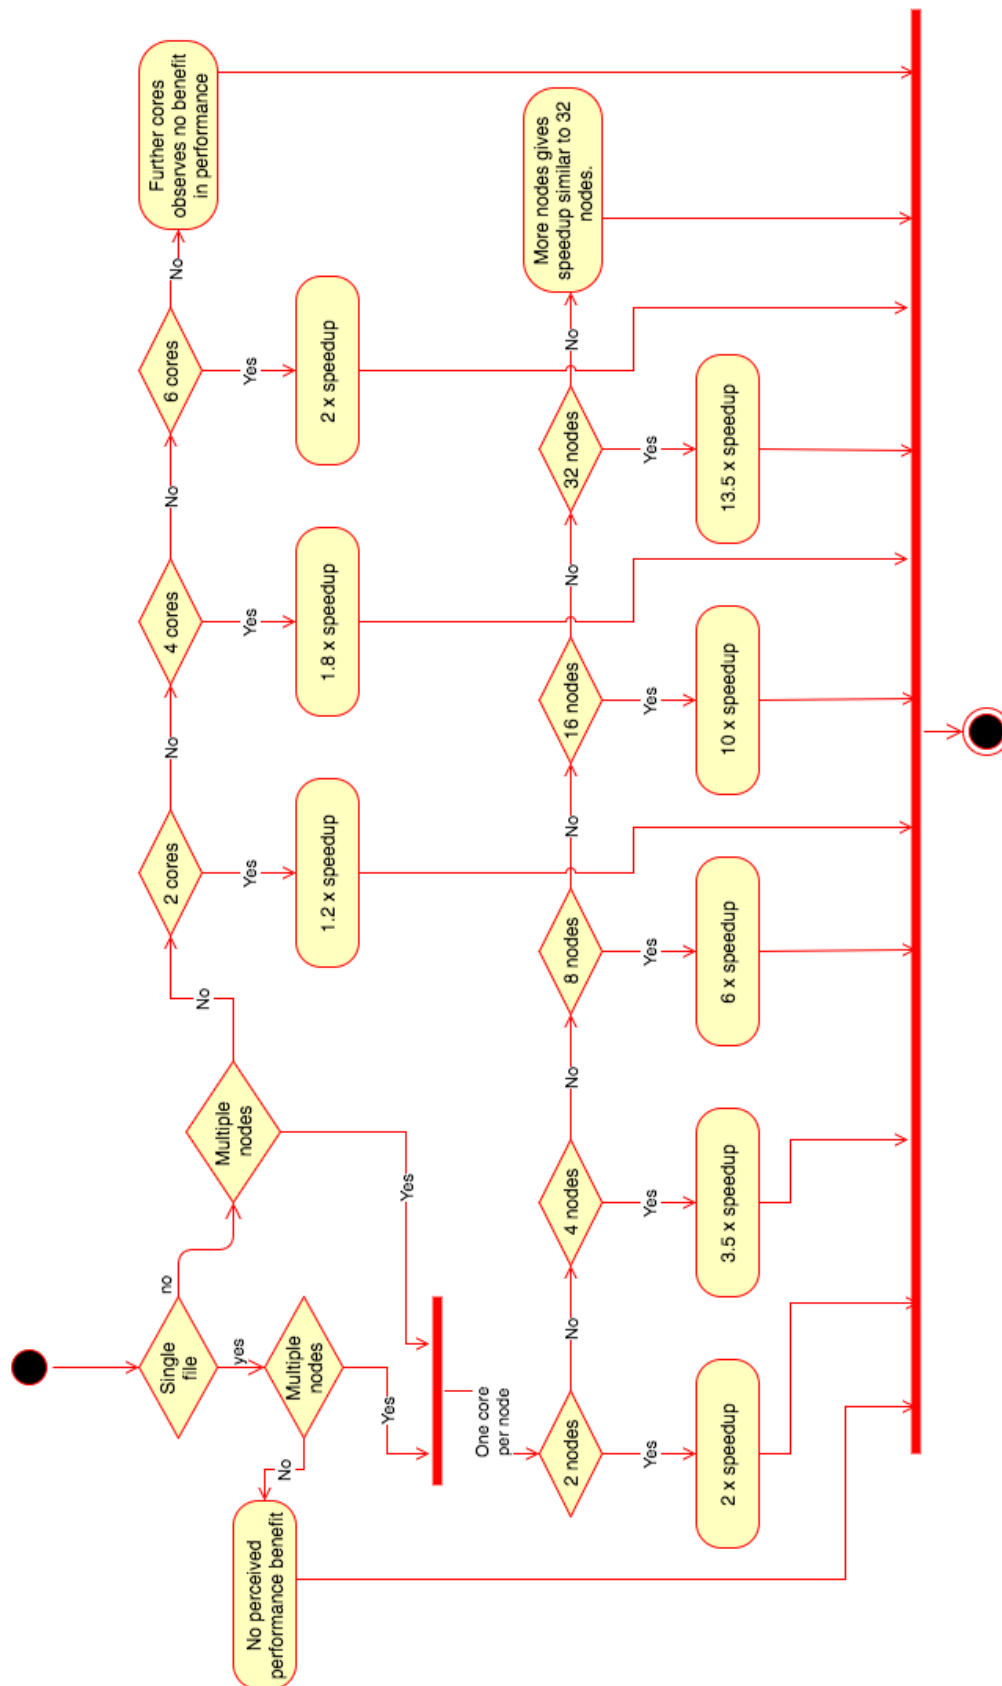 Single
file
no
yes
Multiple
nodes
No
Yes
No perceived
performance benefit
Multiple
nodes
No
Yes
2 cores
No
Yes
1.2 x speedup
4 cores
No
Yes
1.8 x speedup
6 cores
No
Yes
2 x speedup
Further cores
observes no benefit
in performance
One core
per node
2 nodes
No
Yes
2 x speedup
4 nodes
No
Yes
3.5 x speedup
8 nodes
No
Yes
6 x speedup
16 nodes
No
Yes
10 x speedup
32 nodes
No
Yes
13.5 x speedup
More nodes gives
speedup similar to 32
nodes.